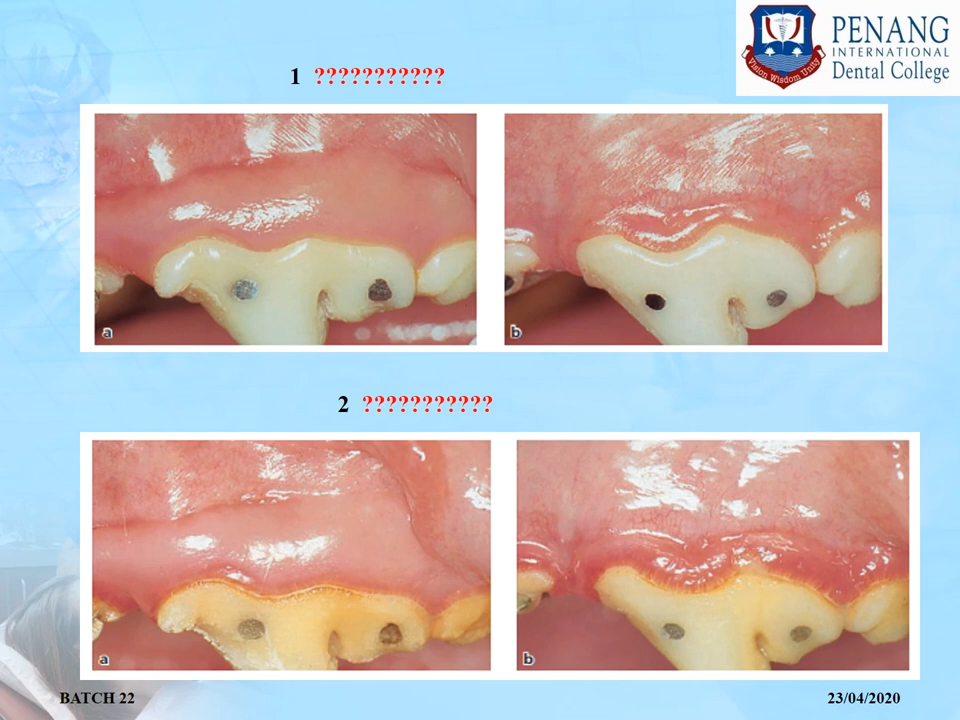 PENANG
INTERNATIONAL
Dental College
Vision Wisdom Unity
1 ???????????
a
b
2 ???????????
a
b
BATCH 22
23/04/2020